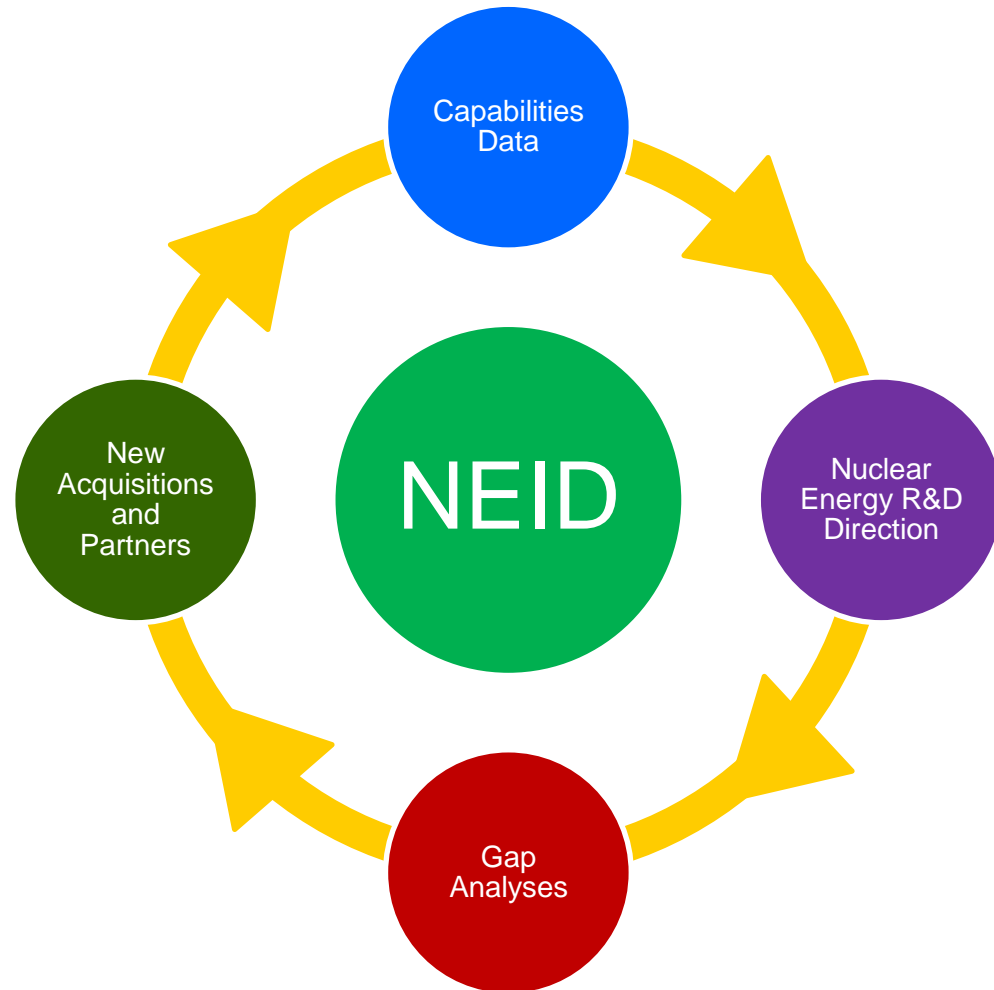 Capabilities
Data
NEID
Nuclear
Energy R&D
Direction
Gap
Analyses
New
Acquisitions
and
Partners